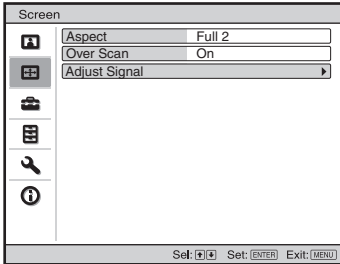 Screen
Aspect Full 2
Over Scan On
Adjust Signal
Sel: Set: ENTER Exit: MENU